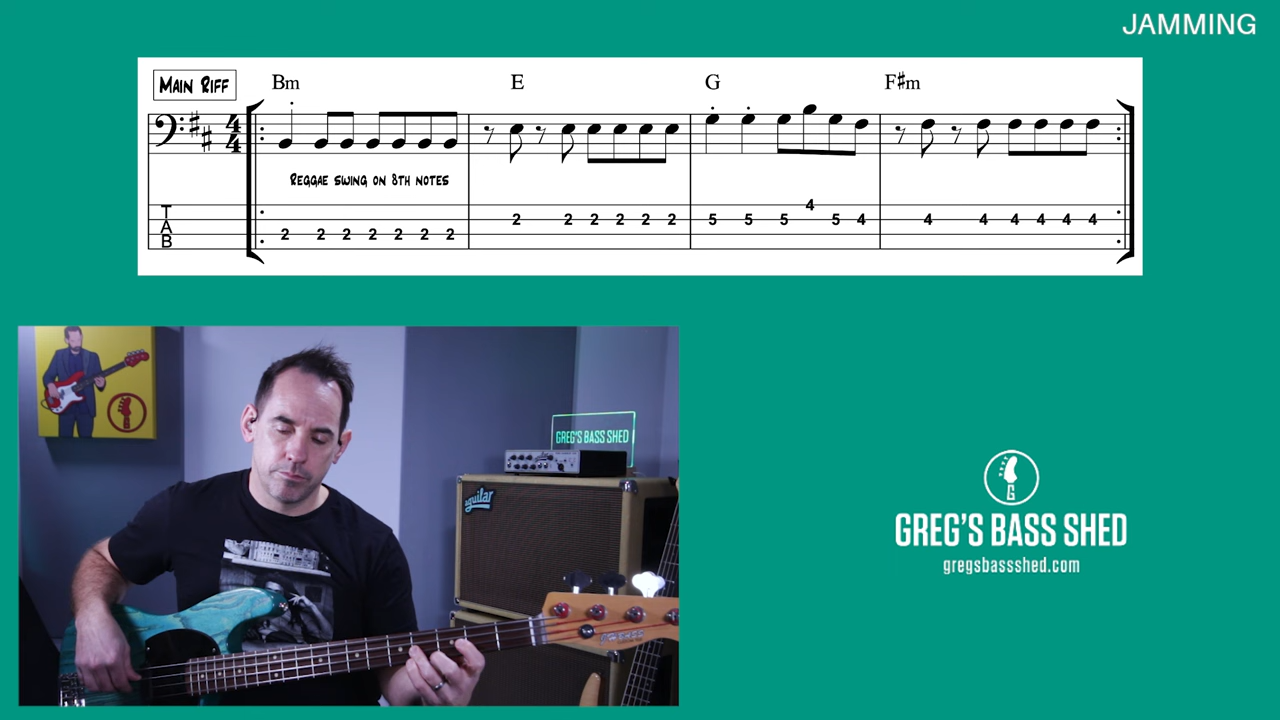 JAMMING
MAIN RIFF
Bm E G F#m
4
4
REGGAE SWING ON 8TH NOTES
T
A
B
4
2 2 2 2 2 2 5 5 5 5 4 4 4 4 4 4 4
2 2 2 2 2 2 2
GREG'S BASS SHED
aguilar
G
GREG'S BASS SHED
gregsbassshed.com